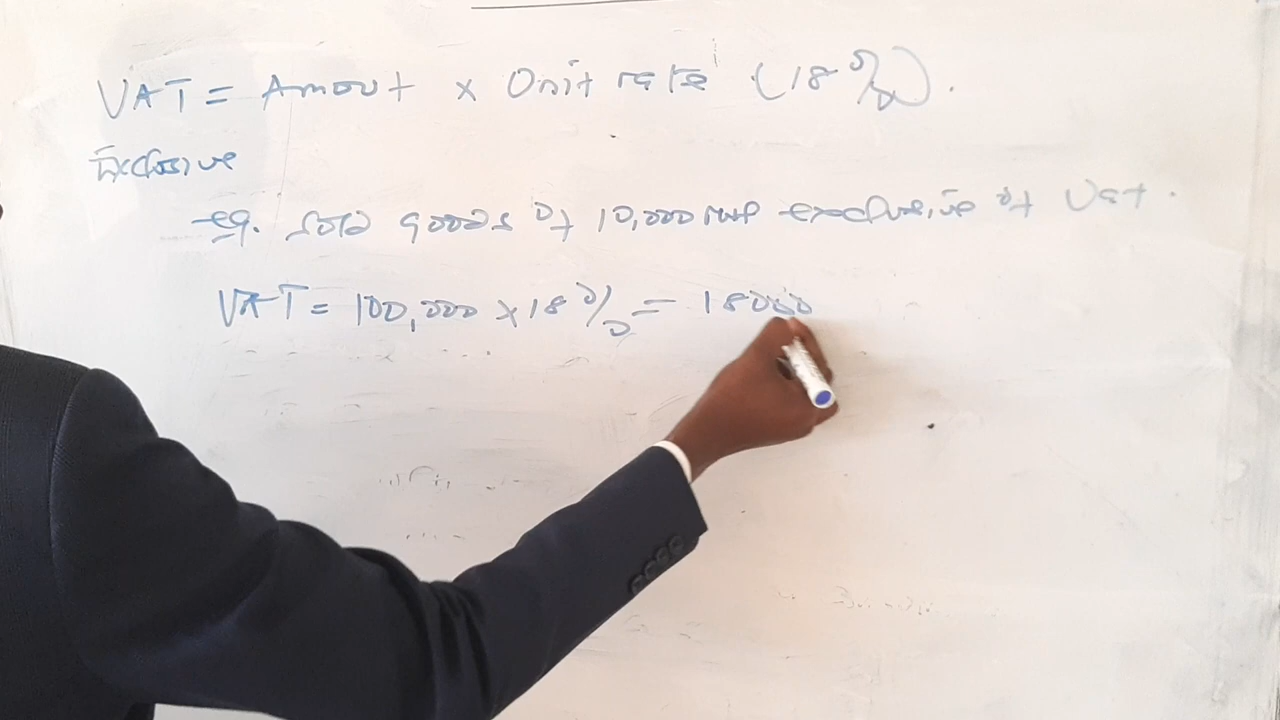 VAT = Amout x Unit rate (18%).
Exclusive
eg. Sold goods of 10,000 exclusive of Vat.
VAT = 100,000 x 18% = 18000